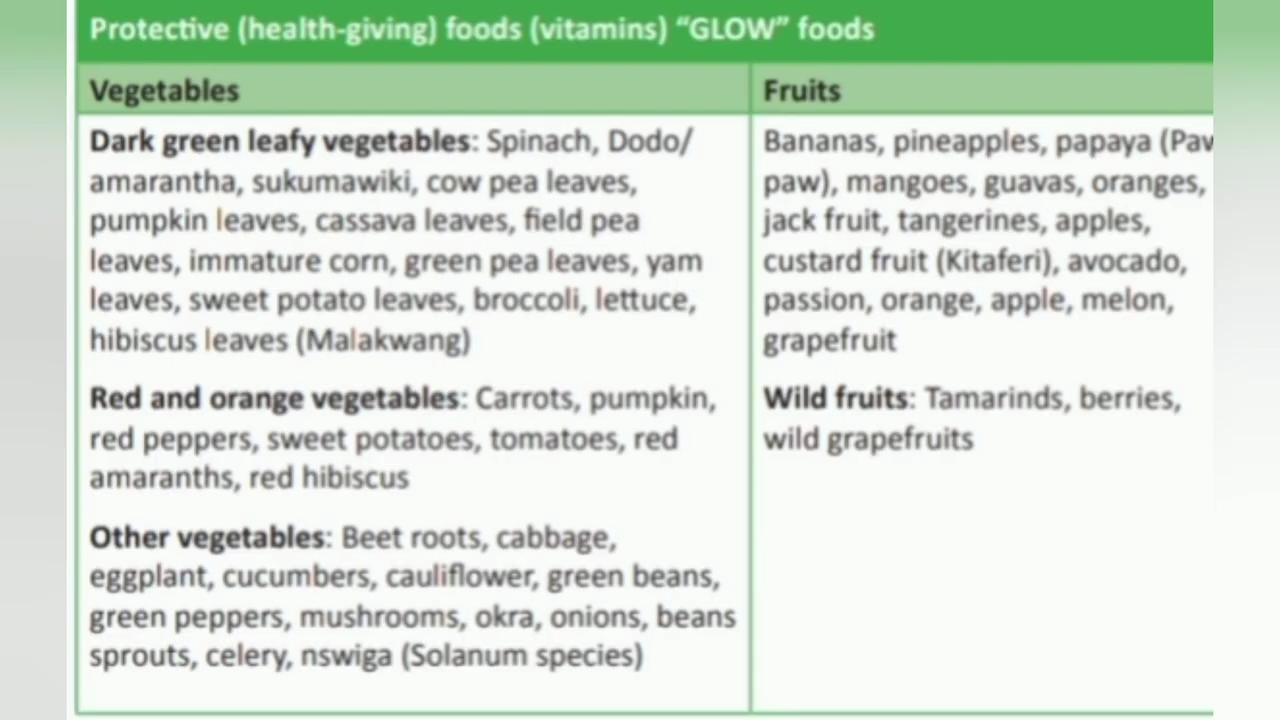 Protective (health-giving) foods (vitamins) “GLOW” foods
Vegetables
Dark green leafy vegetables: Spinach, Dodo/
amarantha, sukumawiki, cow pea leaves,
pumpkin leaves, cassava leaves, field pea
leaves, immature corn, green pea leaves, yam
leaves, sweet potato leaves, broccoli, lettuce,
hibiscus leaves (Malakwang)
Red and orange vegetables: Carrots, pumpkin,
red peppers, sweet potatoes, tomatoes, red
amaranths, red hibiscus
Other vegetables: Beet roots, cabbage,
eggplant, cucumbers, cauliflower, green beans,
green peppers, mushrooms, okra, onions, beans
sprouts, celery, nswiga (Solanum species)
Fruits
Bananas, pineapples, papaya (Paw
paw), mangoes, guavas, oranges,
jack fruit, tangerines, apples,
custard fruit (Kitaferi), avocado,
passion, orange, apple, melon,
grapefruit
Wild fruits: Tamarinds, berries,
wild grapefruits